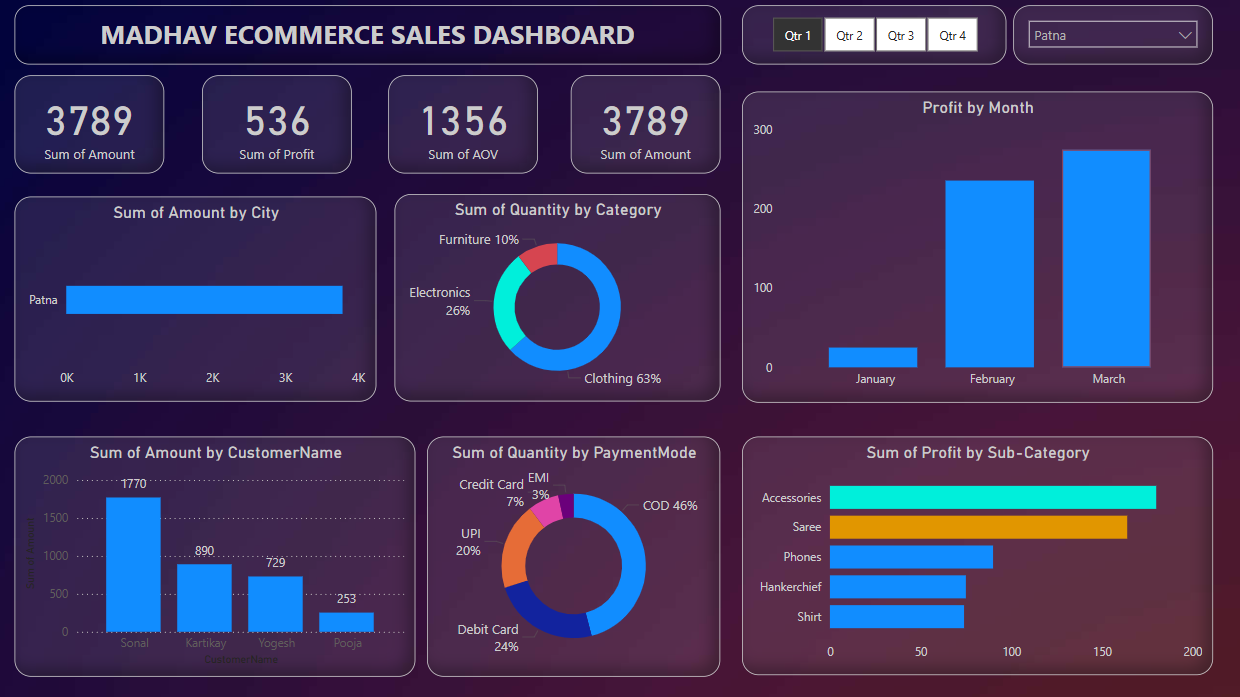 MADHAV ECOMMERCE SALES DASHBOARD
Qtr 1
Qtr 2
Qtr 3
Qtr 4
Patna
3789
Sum of Amount
536
Sum of Profit
1356
Sum of AOV
3789
Sum of Amount
Profit by Month
300
200
100
0
January
February
March
Sum of Amount by City
Patna
0K
1K
2K
3K
4K
Sum of Quantity by Category
Furniture 10%
Electronics
26%
Clothing 63%
Sum of Amount by CustomerName
Sum of Amount
2000
1500
1000
500
0
1770
890
729
253
Sonal
Kartikay
Yogesh
Pooja
CustomerName
Sum of Quantity by PaymentMode
EMI
3%
Credit Card
7%
COD 46%
UPI
20%
Debit Card
24%
Sum of Profit by Sub-Category
Accessories
Saree
Phones
Hankerchief
Shirt
0
50
100
150
200